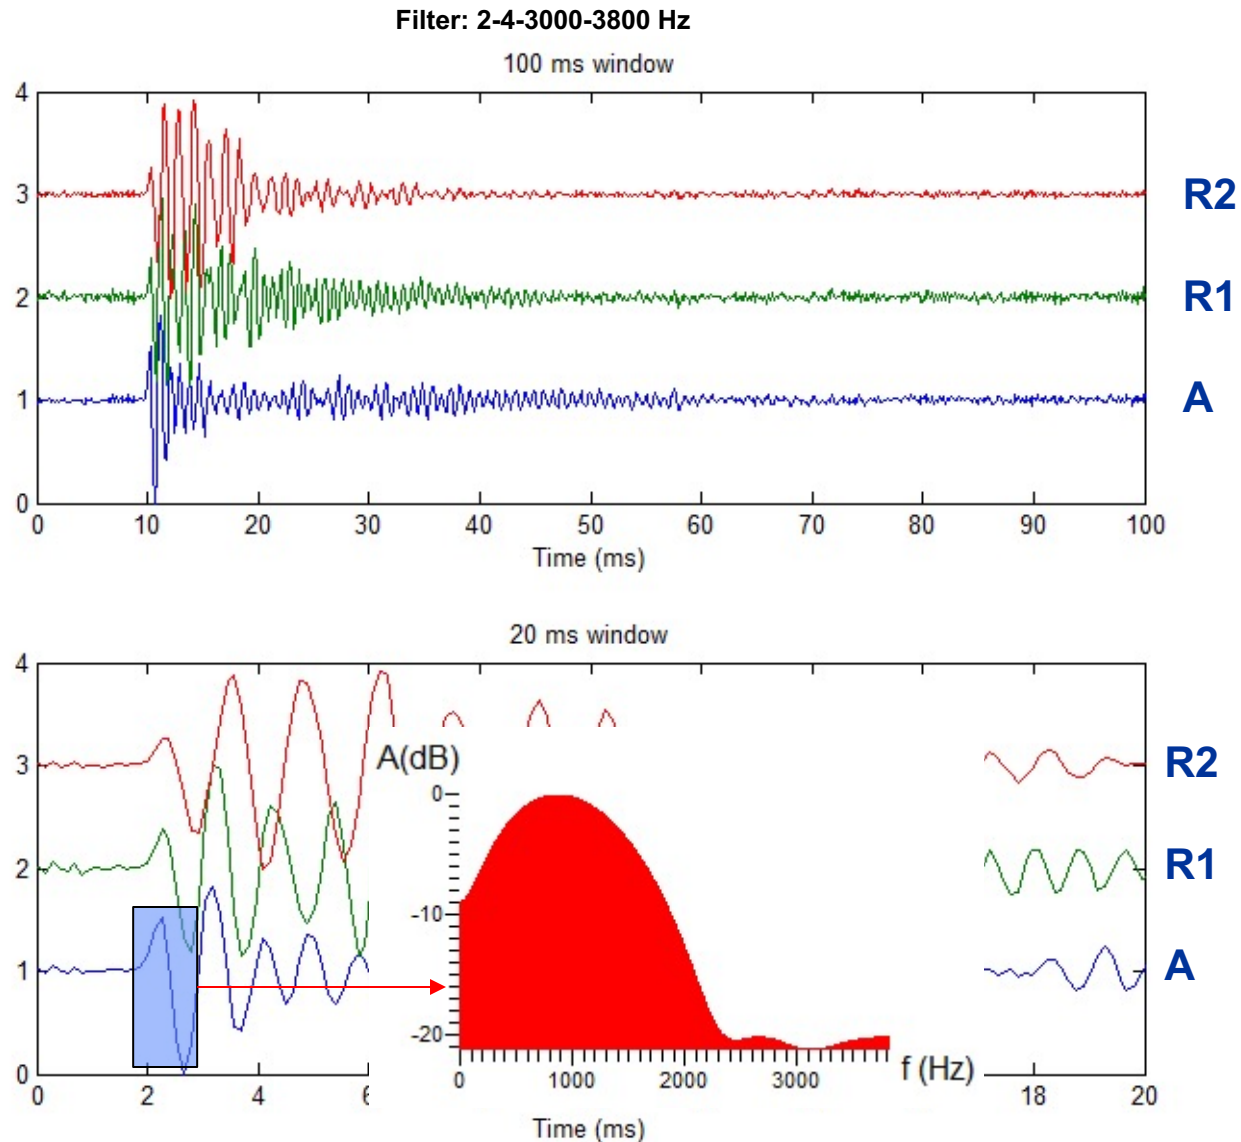 Filter: 2-4-3000-3800 Hz
100 ms window
4
3
2
1
0
R2
R1
A
0 10 20 30 40 50 60 70 80 90 100
Time (ms)
20 ms window
4
3
2
1
0
A(dB)
0
-10
-20
0 1000 2000 3000
f (Hz)
R2
R1
A
0 2 4 6 18 20
Time (ms)